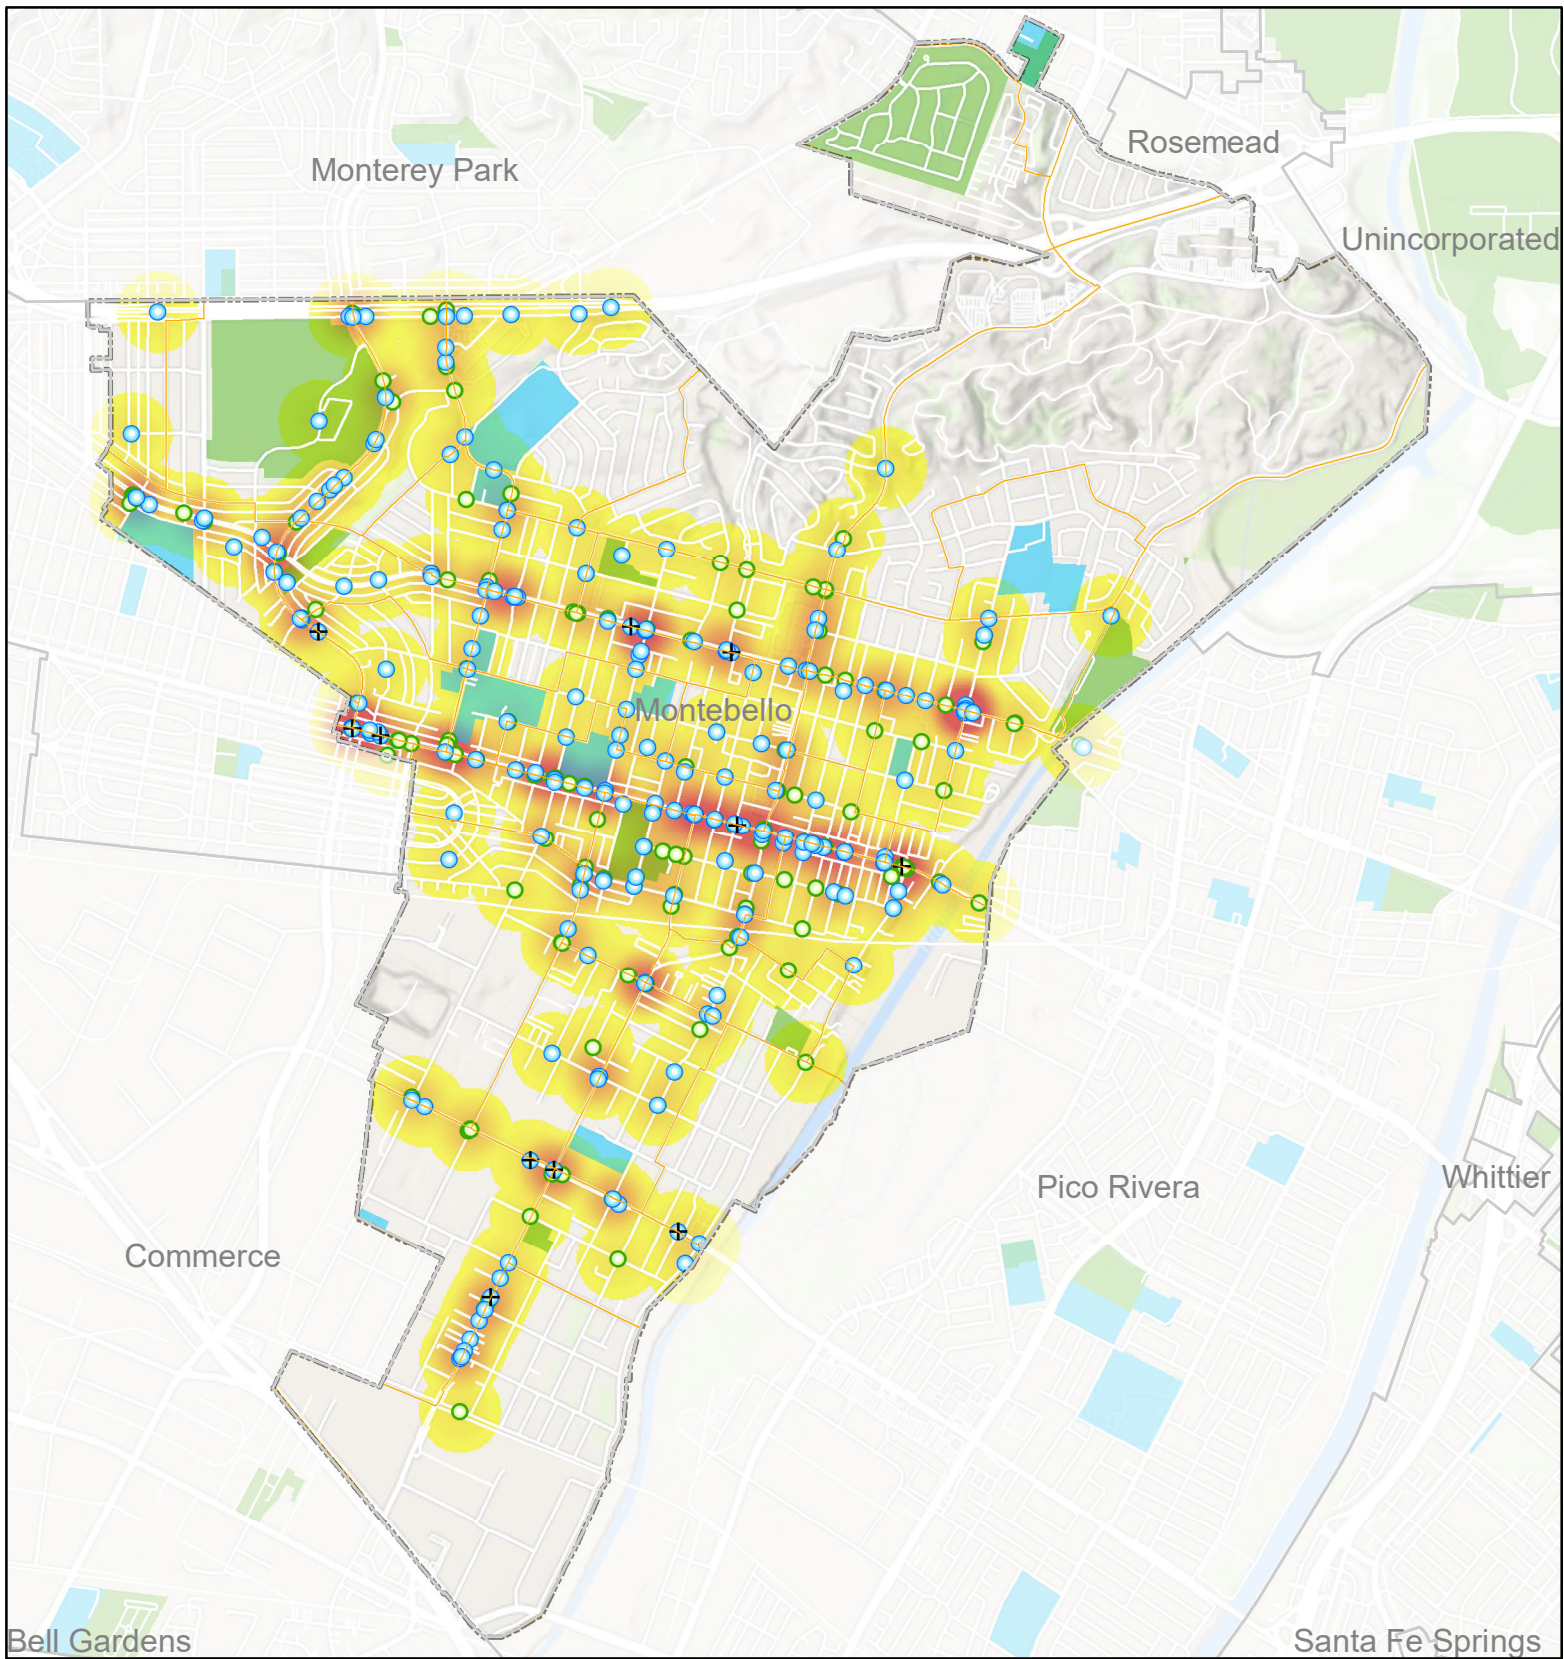 Rosemead
Monterey Park
Unincorporated
Montebello
Whittier
Pico Rivera
Commerce
Bell Gardens
Santa Fe Springs